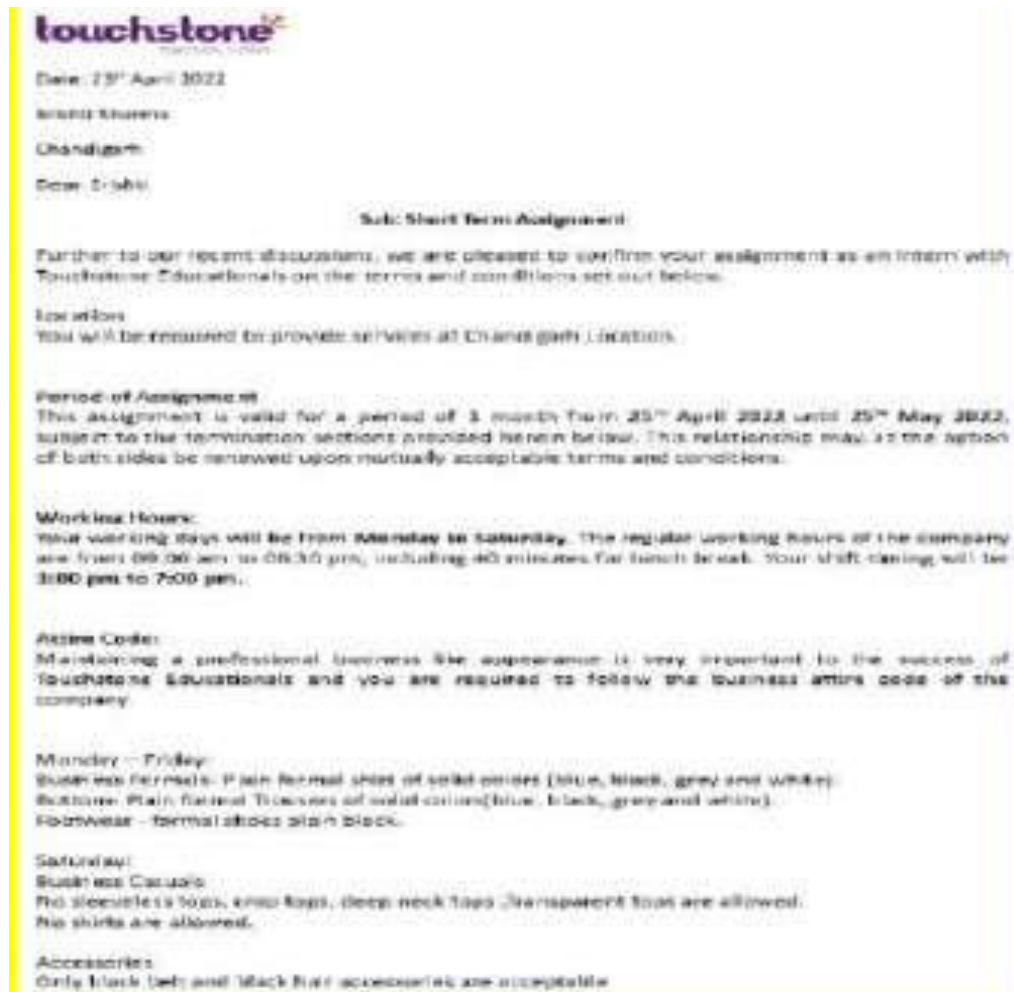 touchstone
Date: 23rd April 2022
Chandigarh
Dear
Sub: Short Term Assignment
Further to our recent discussions, we are pleased to confirm your assignment as an intern with
Touchstone Educationals on the terms and conditions set out below.
Location
You will be required to provide services at Chandigarh Location.
Period of Assignment
This assignment is valid for a period of 1 month from 25th April 2022 until 25th May 2022,
subject to the termination sections provided herein below. This relationship may at the option
of both sides be renewed upon mutually acceptable terms and conditions.
Working Hours:
Your working days will be from Monday to Saturday. The regular working hours of the company
are from 09:00 am to 06:30 pm, including 40 minutes for lunch break. Your shift timing will be
3:00 pm to 7:00 pm.
Attire Code:
Maintaining a professional business like appearance is very important to the success of
Touchstone Educationals and you are required to follow the business attire code of the
company.
Monday – Friday:
Business Formals- Plain formal shirt of solid colors (blue, black, grey and white).
Bottoms- Plain formal Trousers of solid colors(blue, black, grey and white).
Footwear - formal shoes plain black.
Saturday:
Business Casuals
No sleeveless tops, crop tops, deep neck tops ,Transparent tops are allowed.
No shirts are allowed.
Accessories
Only black belt and black hair accessories are acceptable